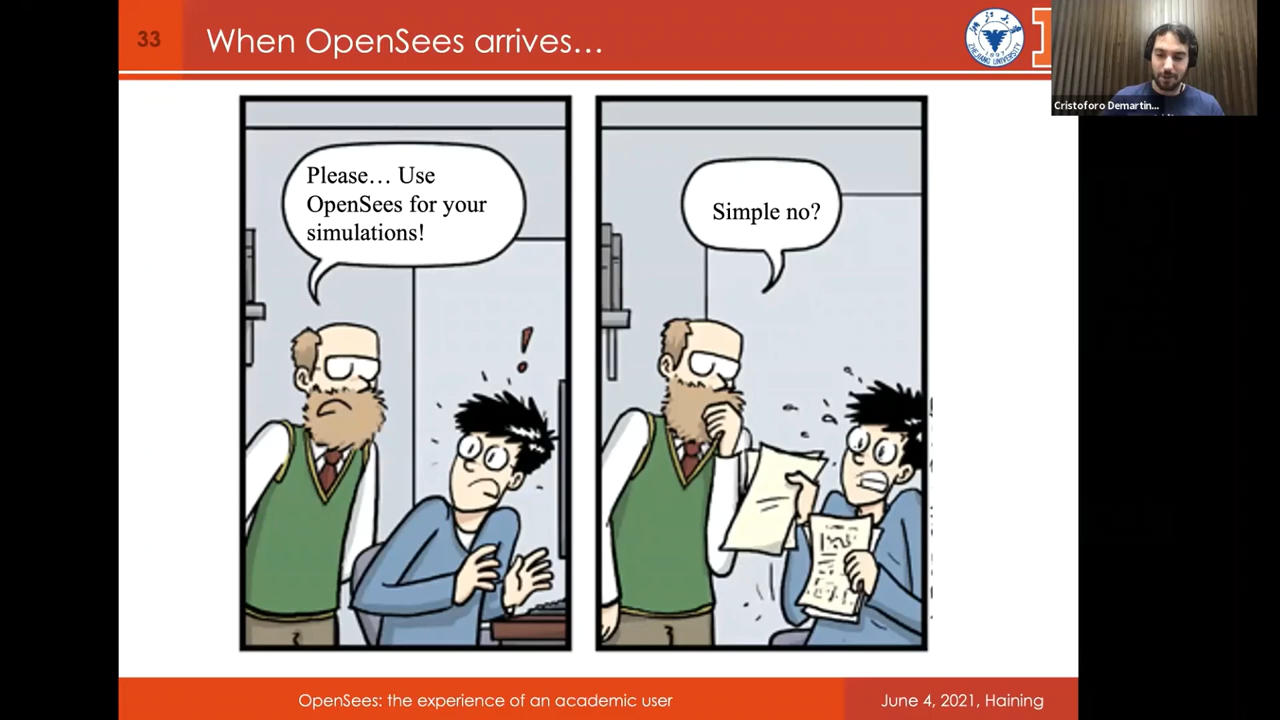 33
When OpenSees arrives…
Cristoforo Demartin...
Please… Use
OpenSees for your
simulations!
Simple no?
OpenSees: the experience of an academic user
June 4, 2021, Haining